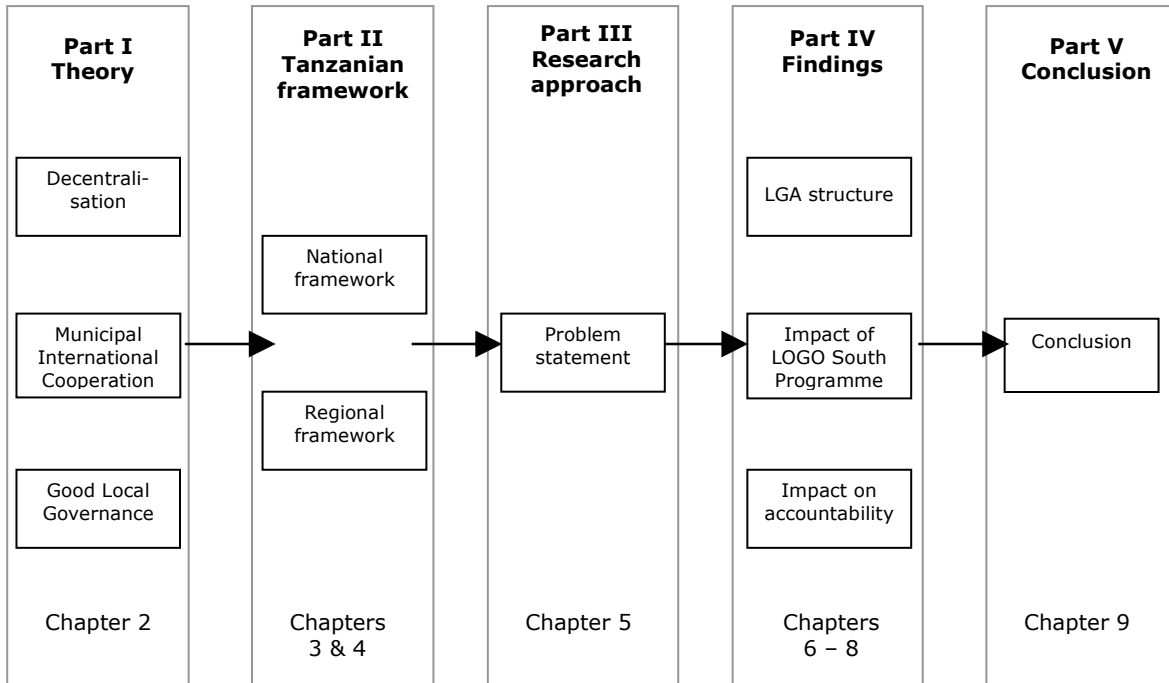 Part I
Theory
Decentrali-
sation
Municipal
International
Cooperation
Good Local
Governance
Chapter 2
Part II
Tanzanian
framework
National
framework
Regional
framework
Chapters
3 & 4
Part III
Research
approach
Problem
statement
Chapter 5
Part IV
Findings
LGA structure
Impact of
LOGO South
Programme
Impact on
accountability
Chapters
6 – 8
Part V
Conclusion
Conclusion
Chapter 9